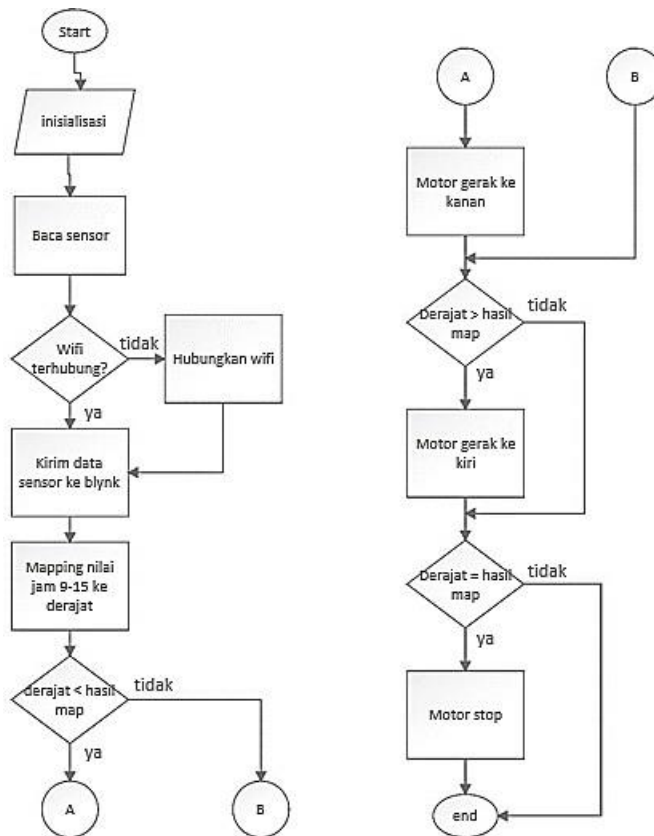 Start
inisialisasi
Baca sensor
Wifi
terhubung?
tidak
Hubungkan wifi
ya
Kirim data
sensor ke blynk
Mapping nilai
jam 9-15 ke
derajat
derajat < hasil
map
tidak
ya
A
B
A
B
Motor gerak ke
kanan
Derajat > hasil
map
tidak
ya
Motor gerak ke
kiri
Derajat = hasil
map
tidak
ya
Motor stop
end